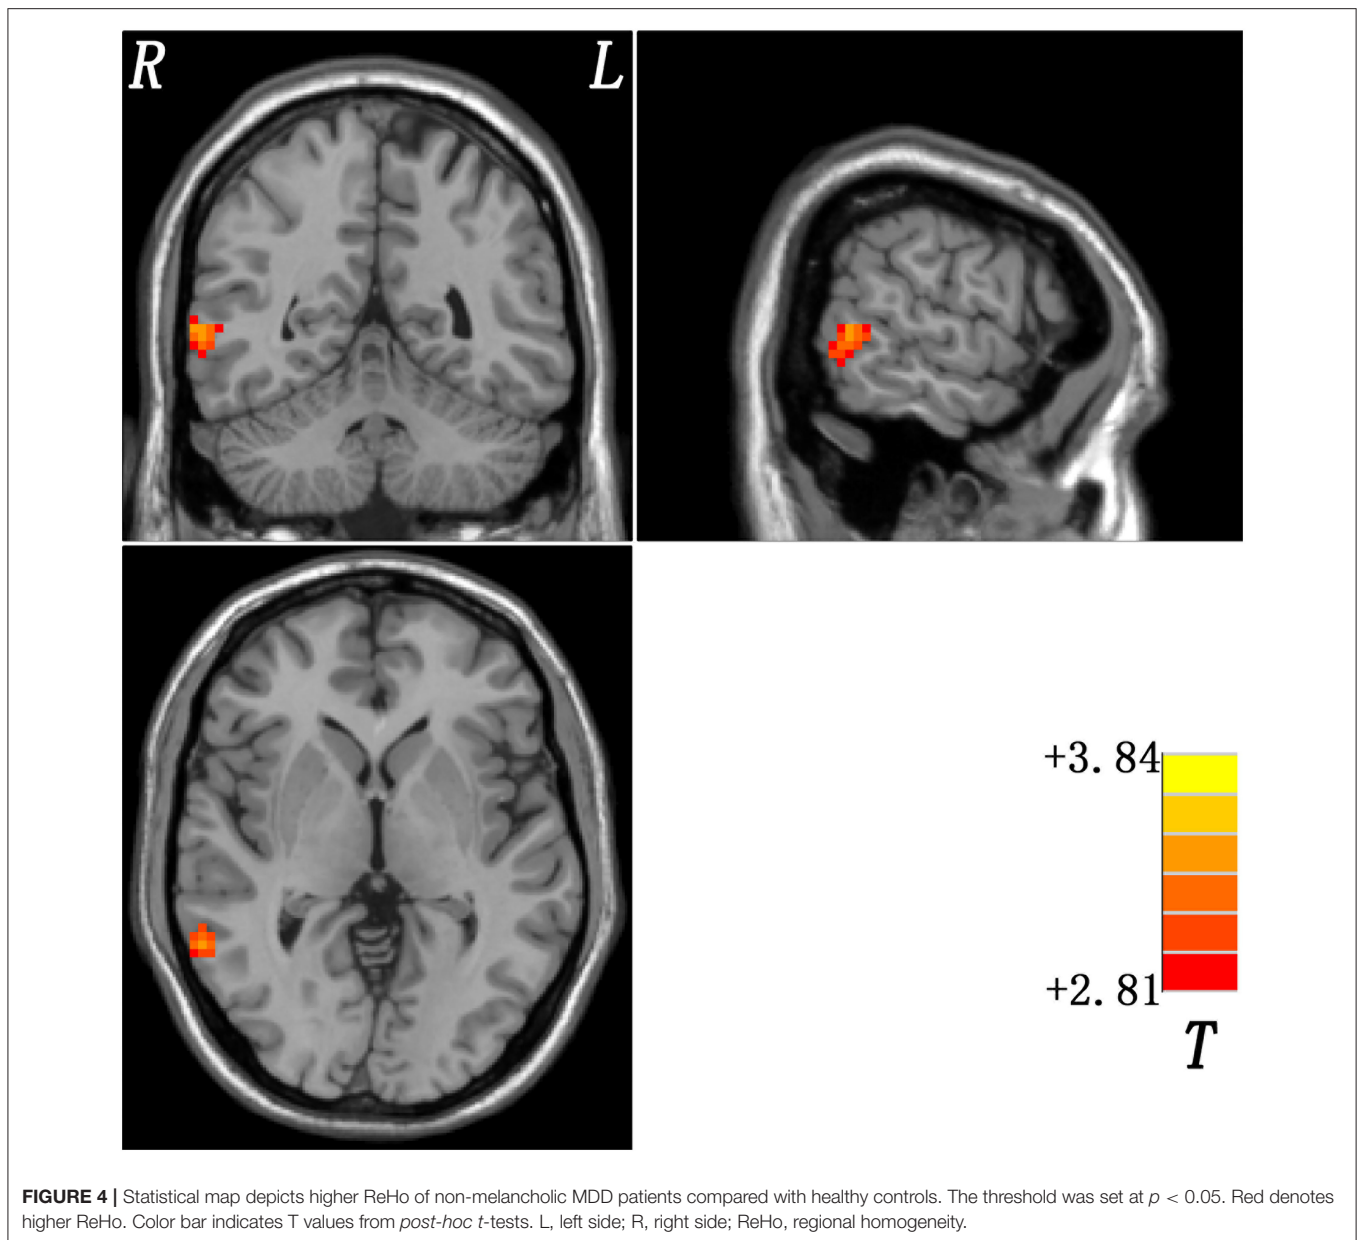 R L
+3.84
+2.81
T
FIGURE 4 | Statistical map depicts higher ReHo of non-melancholic MDD patients compared with healthy controls. The threshold was set at p < 0.05. Red denotes
higher ReHo. Color bar indicates T values from post-hoc t-tests. L, left side; R, right side; ReHo, regional homogeneity.